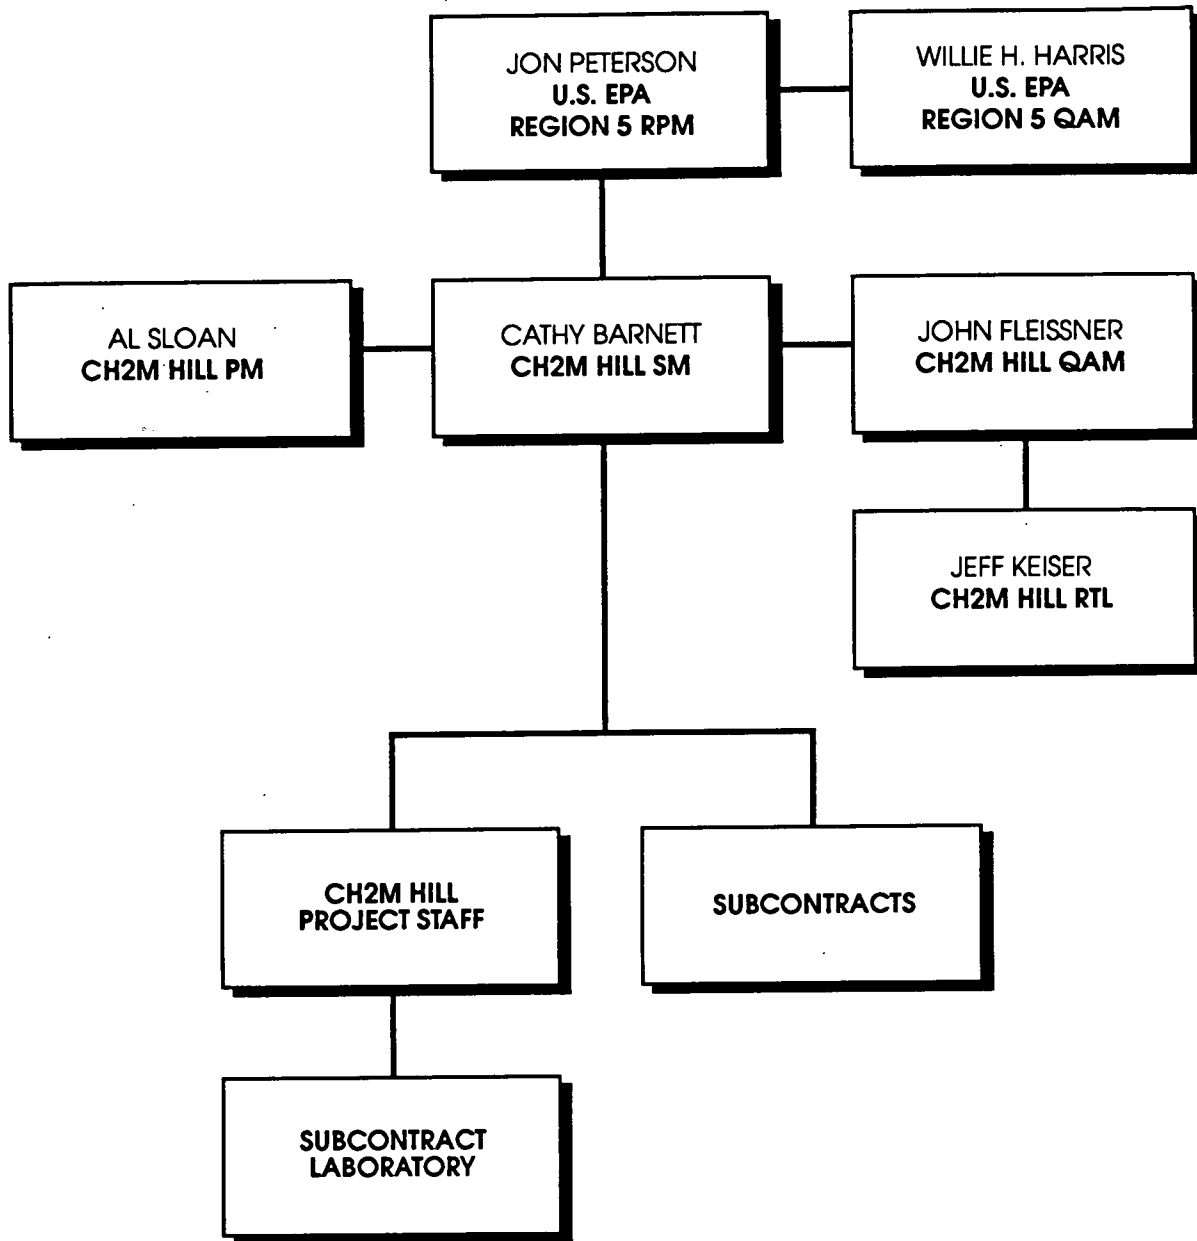 JON PETERSON
U.S. EPA
REGION 5 RPM
WILLIE H. HARRIS
U.S. EPA
REGION 5 QAM
AL SLOAN
CH2M HILL PM
CATHY BARNETT
CH2M HILL SM
JOHN FLEISSNER
CH2M HILL QAM
JEFF KEISER
CH2M HILL RTL
CH2M HILL
PROJECT STAFF
SUBCONTRACTS
SUBCONTRACT
LABORATORY